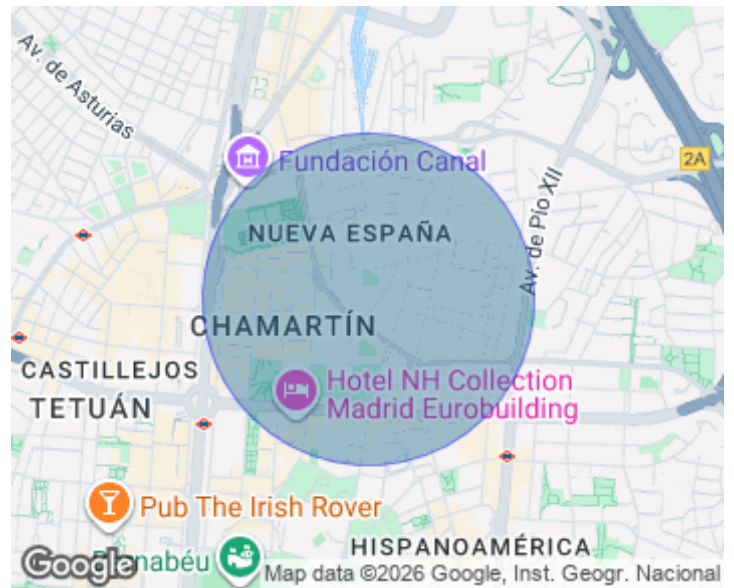 Av. de Asturias
Fundación Canal
2A
NUEVA ESPAÑA
Av. de Pío XII
CHAMARTÍN
CASTILLEJOS
TETUÁN
Hotel NH Collection
Madrid Eurobuilding
Pub The Irish Rover
HISPANOAMÉRICA
Google
Map data ©2026 Google, Inst. Geogr. Nacional